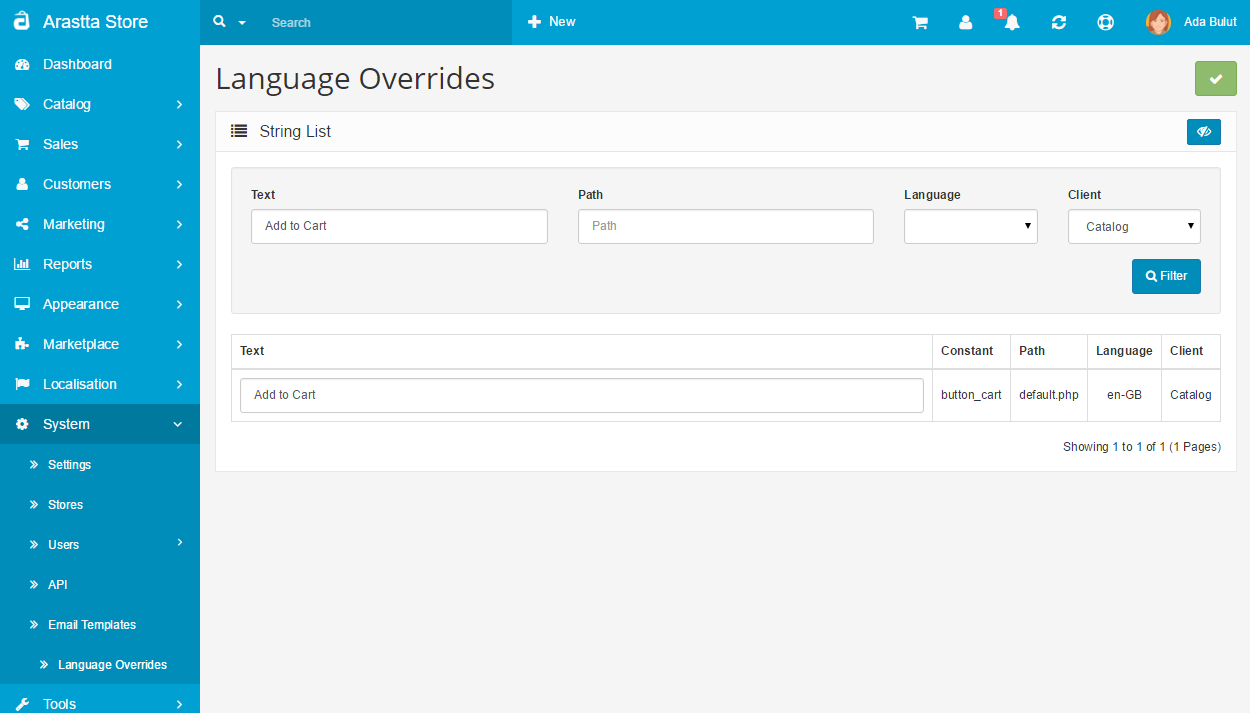 Arastta Store
Search
New
1
Ada Bulut
Dashboard
Catalog
Sales
Customers
Marketing
Reports
Appearance
Marketplace
Localisation
System
Settings
Stores
Users
API
Email Templates
Language Overrides
Tools
Language Overrides
String List
Text Path Language Client
Add to Cart Path Catalog
Filter
Text Constant Path Language Client
Add to Cart button_cart default.php en-GB Catalog
Showing 1 to 1 of 1 (1 Pages)